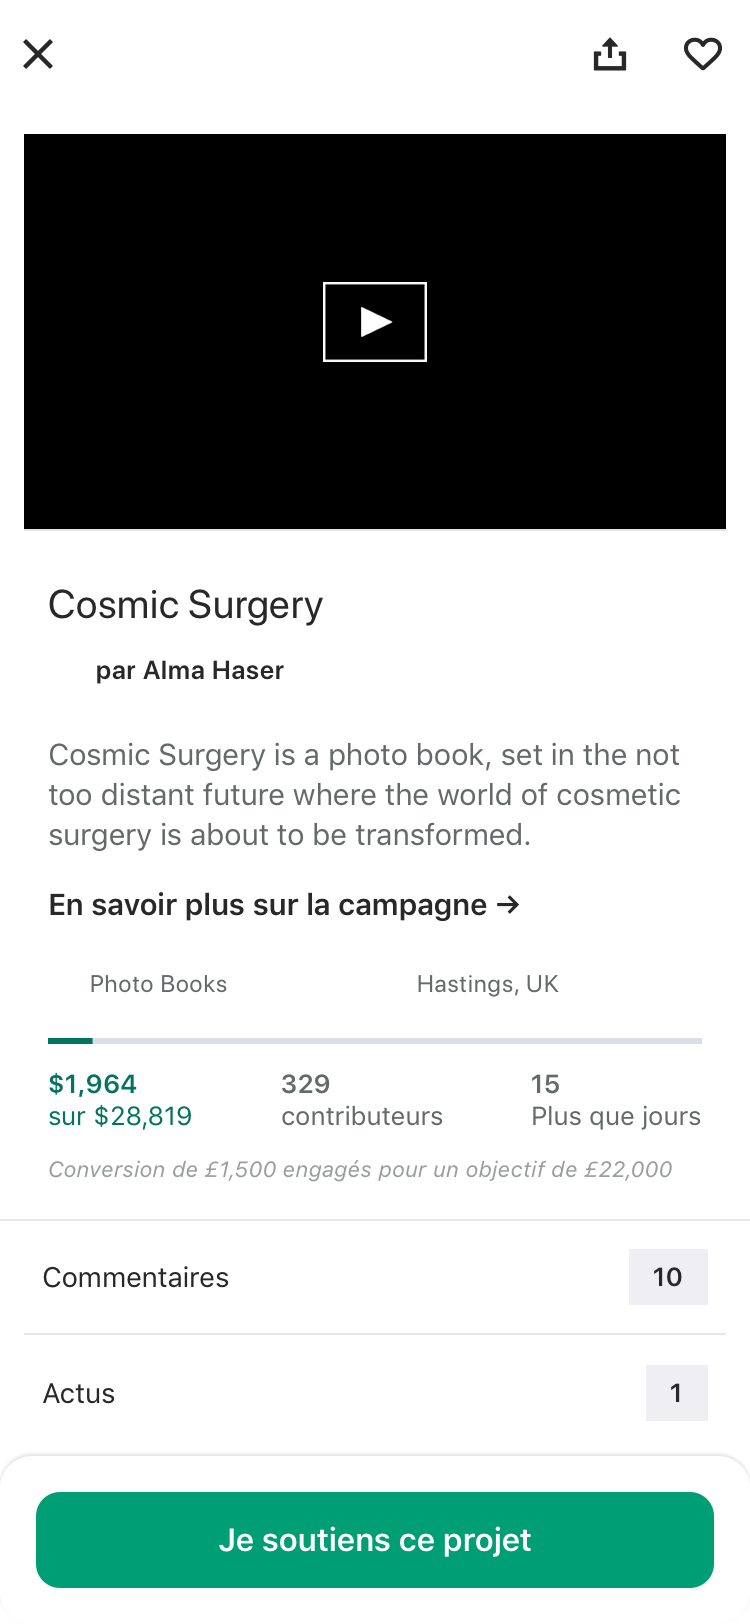 Cosmic Surgery
par Alma Haser
Cosmic Surgery is a photo book, set in the not
too distant future where the world of cosmetic
surgery is about to be transformed.
En savoir plus sur la campagne →
Photo Books
Hastings, UK
$1,964
sur $28,819
329
contributeurs
15
Plus que jours
Conversion de £1,500 engagés pour un objectif de £22,000
Commentaires
10
Actus
1
Je soutiens ce projet